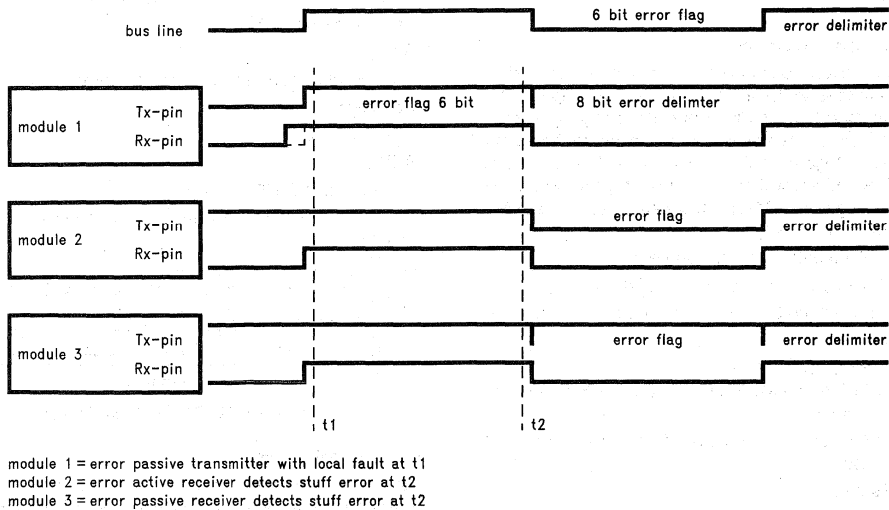 6 bit error flag
bus line
error delimiter
Tx-pin
error flag 6 bit
8 bit error delimter
module 1
Rx-pin
Tx-pin
error flag
error delimiter
module 2
Rx-pin
Tx-pin
error flag
error delimiter
module 3
Rx-pin
t1
t2
module 1 = error passive transmitter with local fault at t1
module 2 = error active receiver detects stuff error at t2
module 3 = error passive receiver detects stuff error at t2